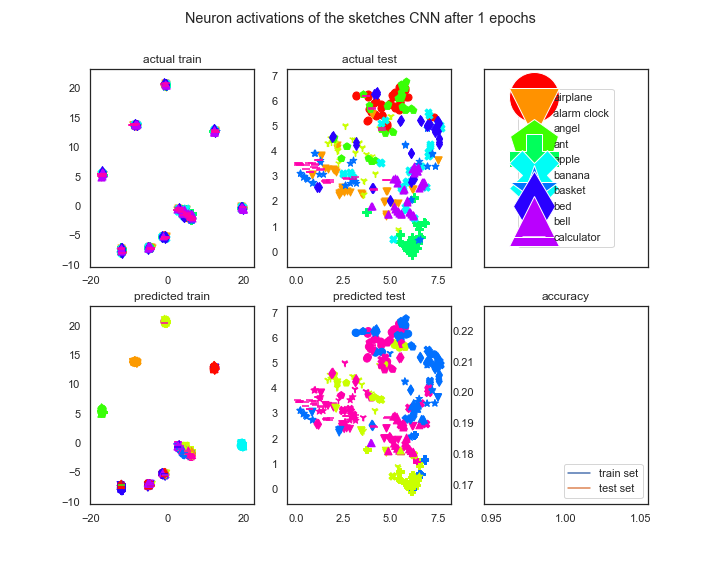 Neuron activations of the sketches CNN after 1 epochs
actual train
actual test
20
15
10
5
0
−5
−10
−20
0
20
7
6
5
4
3
2
1
0
0.0
2.5
5.0
7.5
airplane
alarm clock
angel
ant
apple
banana
basket
bed
bell
calculator
predicted train
predicted test
accuracy
20
15
10
5
0
−5
−10
−20
0
20
7
6
5
4
3
2
1
0
0.0
2.5
5.0
7.5
0.22
0.21
0.20
0.19
0.18
0.17
0.95
1.00
1.05
train set
test set